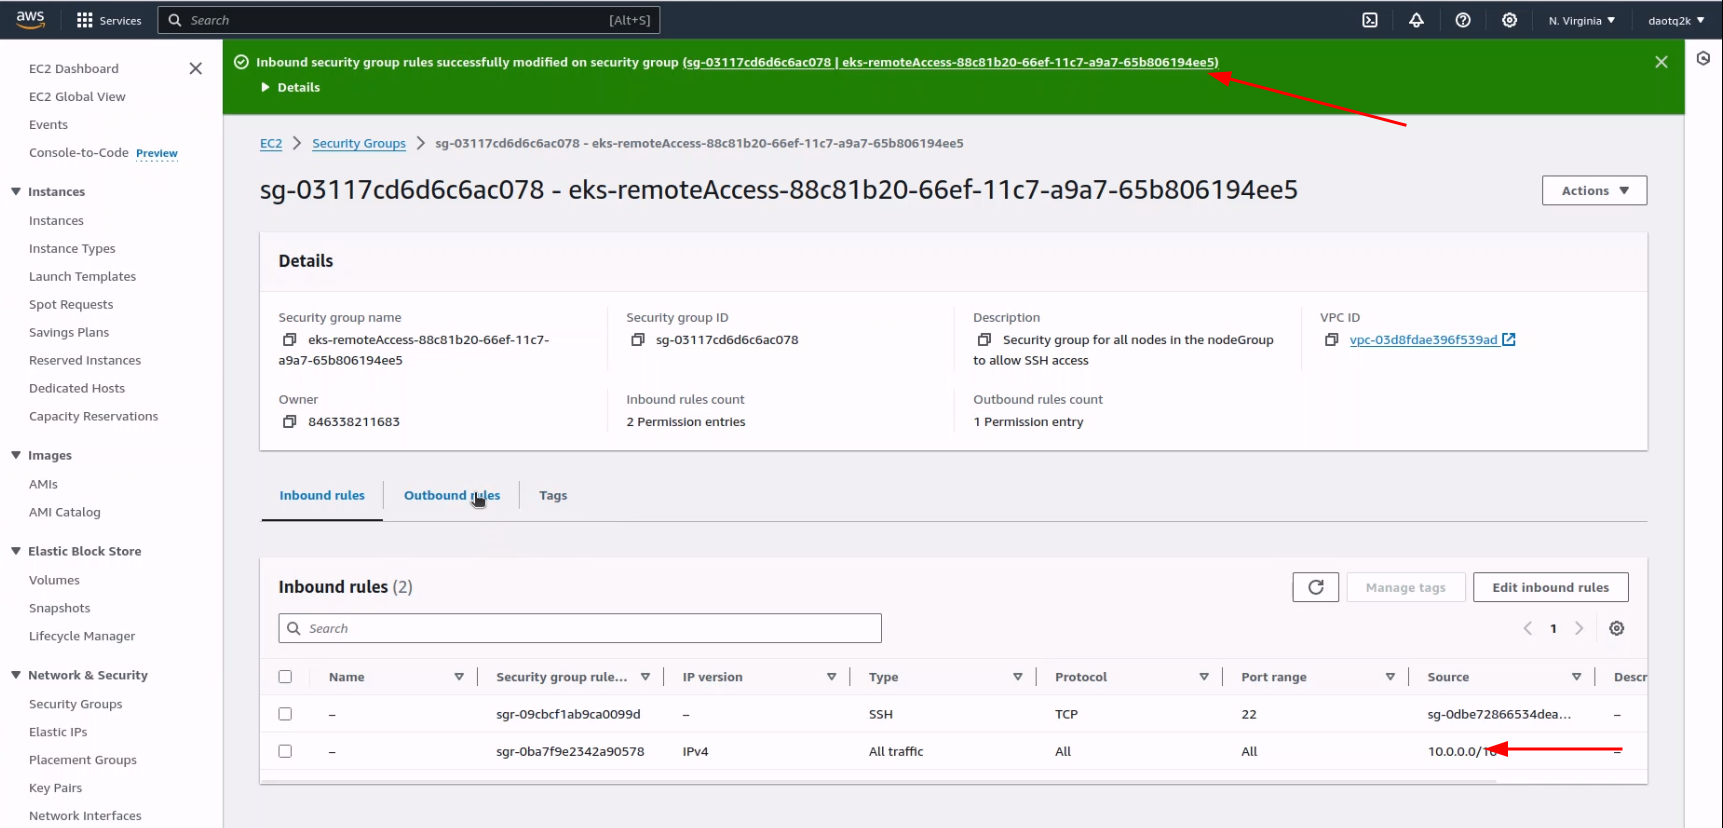 aws Services Search [Alt+S] N. Virginia daotq2k
EC2 Dashboard
EC2 Global View
Events
Console-to-Code Preview
Instances
Instances
Instance Types
Launch Templates
Spot Requests
Savings Plans
Reserved Instances
Dedicated Hosts
Capacity Reservations
Images
AMIs
AMI Catalog
Elastic Block Store
Volumes
Snapshots
Lifecycle Manager
Network & Security
Security Groups
Elastic IPs
Placement Groups
Key Pairs
Network Interfaces
Inbound security group rules successfully modified on security group (sg-03117cd6d6c6ac078 | eks-remoteAccess-88c81b20-66ef-11c7-a9a7-65b806194ee5)
Details
EC2 Security Groups sg-03117cd6d6c6ac078 - eks-remoteAccess-88c81b20-66ef-11c7-a9a7-65b806194ee5
sg-03117cd6d6c6ac078 - eks-remoteAccess-88c81b20-66ef-11c7-a9a7-65b806194ee5 Actions
Details
Security group name
eks-remoteAccess-88c81b20-66ef-11c7-
a9a7-65b806194ee5
Security group ID
sg-03117cd6d6c6ac078
Description
Security group for all nodes in the nodeGroup
to allow SSH access
VPC ID
vpc-03d8fdae396f539ad
Owner
846338211683
Inbound rules count
2 Permission entries
Outbound rules count
1 Permission entry
Inbound rules Outbound rules Tags
Inbound rules (2) Manage tags Edit inbound rules
Search 1
Name Security group rule... IP version Type Protocol Port range Source Descr
– sgr-09cbcf1ab9ca0099d – SSH TCP 22 sg-0dbe72866534dea... –
– sgr-0ba7f9e2342a90578 IPv4 All traffic All All –